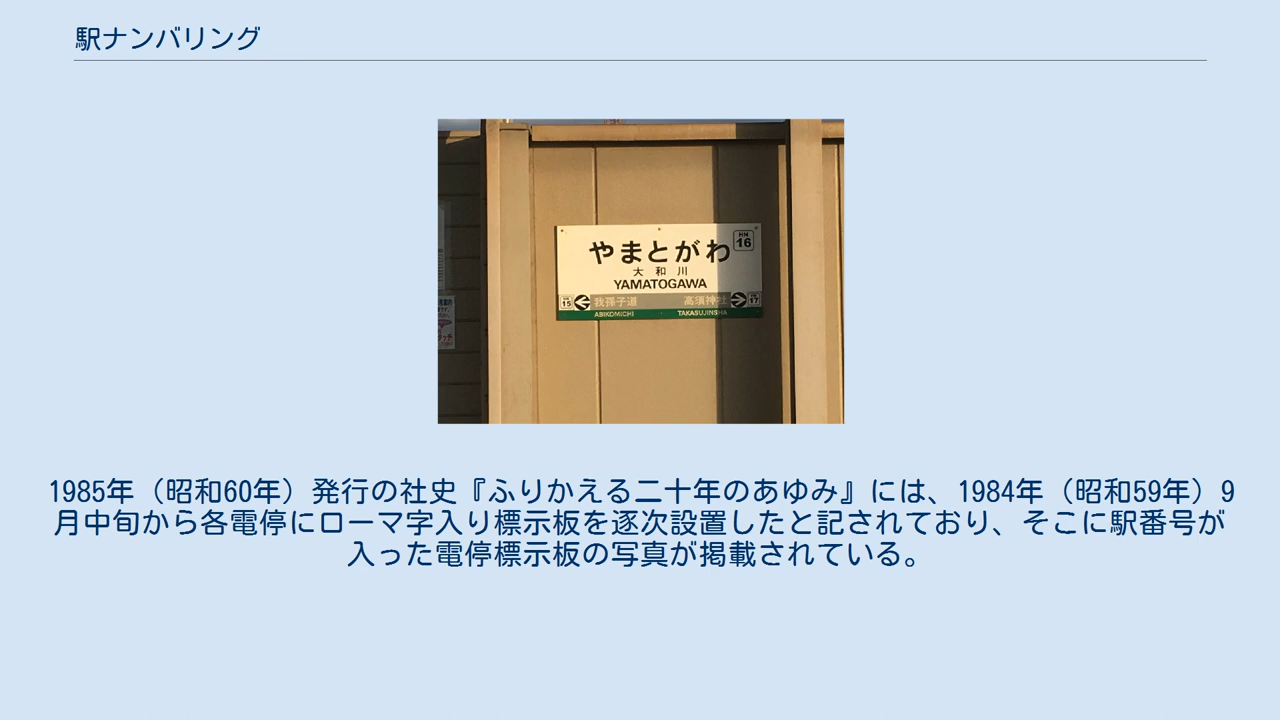 駅ナンバリング
やまとがわ
HN
16
大和川
YAMATOGAWA
15
我孫子道
高須神社
17
ABIKOMICHI
TAKASUJINSHA
1985年（昭和60年）発行の社史『ふりかえる二十年のあゆみ』には、1984年（昭和59年）9
月中旬から各電停にローマ字入り標示板を逐次設置したと記されており、そこに駅番号が
入った電停標示板の写真が掲載されている。